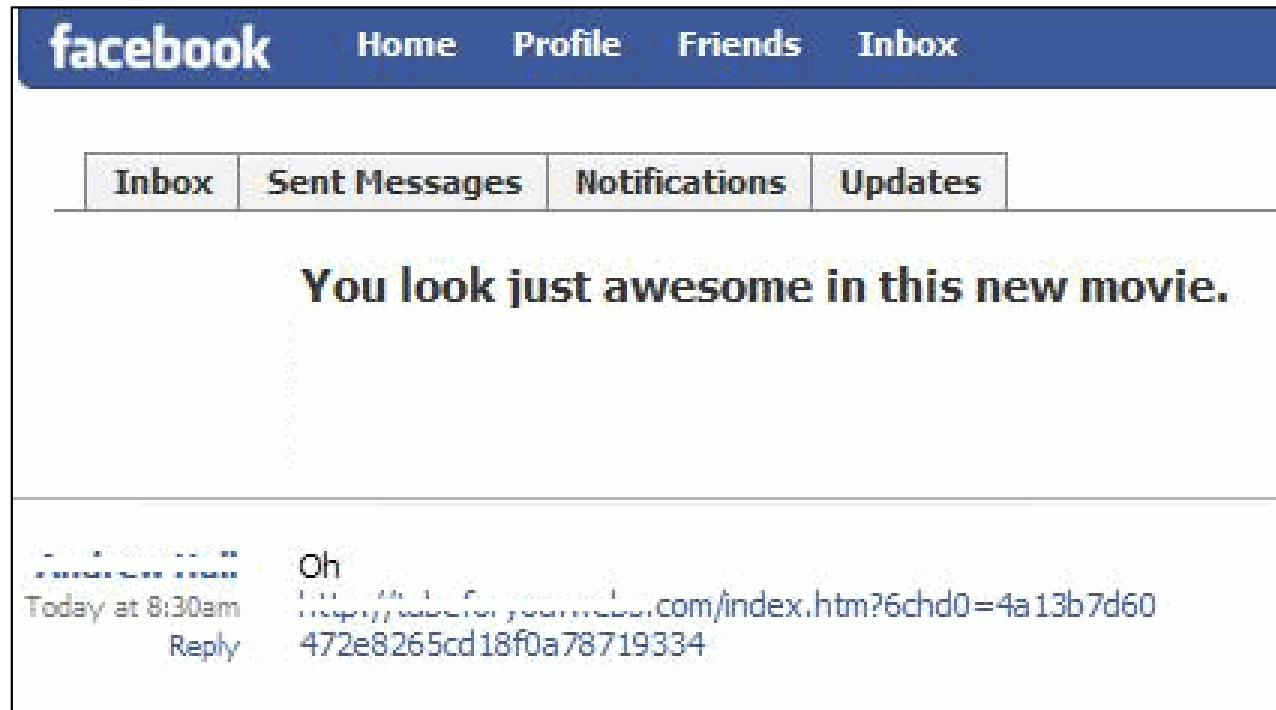 facebook Home Profile Friends Inbox
Inbox Sent Messages Notifications Updates
You look just awesome in this new movie.
Oh
Today at 8:30am .com/index.htm?6chd0=4a13b7d60
Reply 472e8265cd18f0a78719334